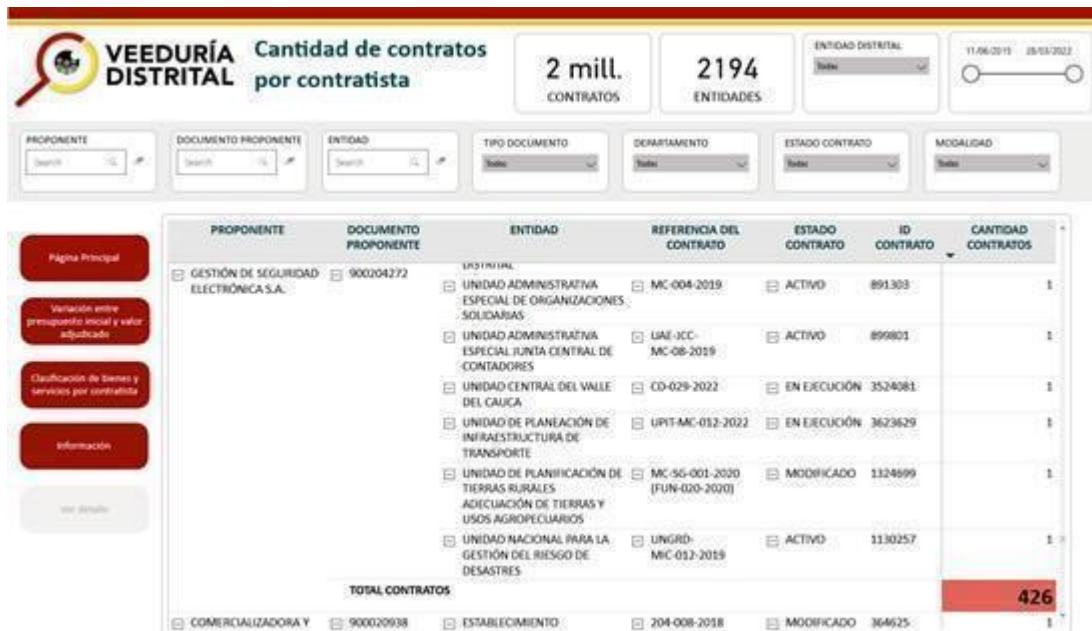 VEEDURÍA
DISTRITAL
Cantidad de contratos
por contratista
2 mill.
CONTRATOS
2194
ENTIDADES
ENTIDAD DISTRITAL
Todas
11/06/2015 28/03/2022
PROPONENTE
Search
DOCUMENTO PROPONENTE
Search
ENTIDAD
Search
TIPO DOCUMENTO
Todas
DEPARTAMENTO
Todas
ESTADO CONTRATO
Todas
MODALIDAD
Todas
Página Principal
Variación entre
presupuesto inicial y valor
adjudicado
Clasificación de bienes y
servicios por contratista
Información
Ver detalle
PROPONENTE
DOCUMENTO
PROPONENTE
ENTIDAD
REFERENCIA DEL
CONTRATO
ESTADO
CONTRATO
ID
CONTRATO
CANTIDAD
CONTRATOS
DISTRITAL
GESTIÓN DE SEGURIDAD
ELECTRÓNICA S.A.
900204272
UNIDAD ADMINISTRATIVA
ESPECIAL DE ORGANIZACIONES
SOLIDARIAS
MC-004-2019
ACTIVO
891303
1
UNIDAD ADMINISTRATIVA
ESPECIAL JUNTA CENTRAL DE
CONTADORES
UAE-JCC-
MC-08-2019
ACTIVO
899801
1
UNIDAD CENTRAL DEL VALLE
DEL CAUCA
CO-029-2022
EN EJECUCIÓN
3524081
1
UNIDAD DE PLANEACIÓN DE
INFRAESTRUCTURA DE
TRANSPORTE
UPIT-MC-012-2022
EN EJECUCIÓN
3623629
1
UNIDAD DE PLANIFICACIÓN DE
TIERRAS RURALES
ADECUACIÓN DE TIERRAS Y
USOS AGROPECUARIOS
MC-SG-001-2020
(FUN-020-2020)
MODIFICADO
1324699
1
UNIDAD NACIONAL PARA LA
GESTIÓN DEL RIESGO DE
DESASTRES
UNGRD-
MIC-012-2019
ACTIVO
1130257
1
TOTAL CONTRATOS
426
COMERCIALIZADORA Y
900020938
ESTABLECIMIENTO
204-008-2018
MODIFICADO
364625
1